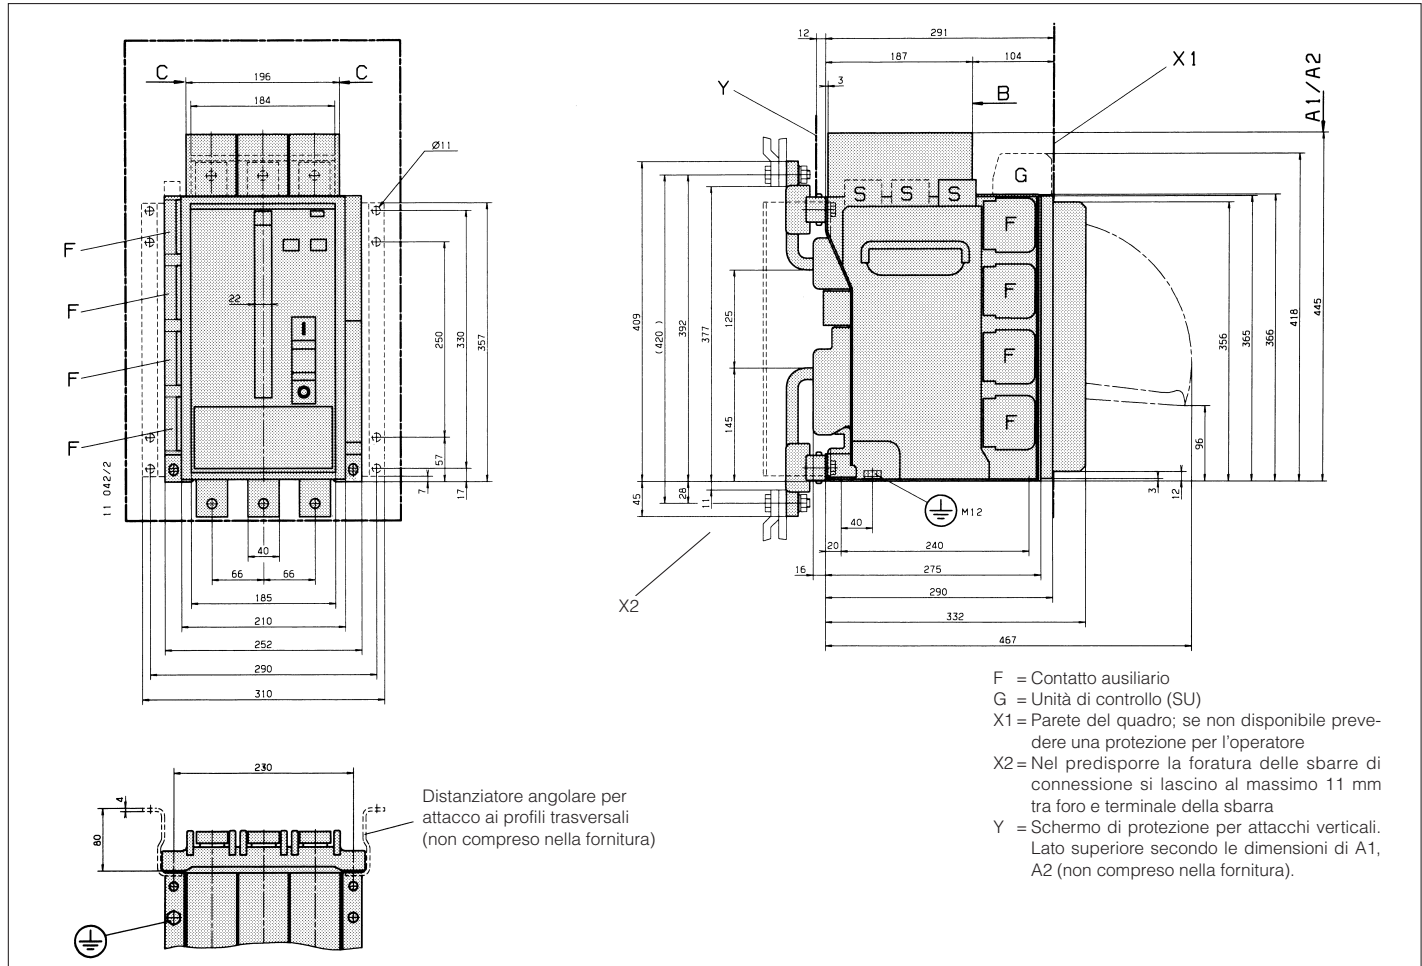 C
196
C
184
Ø11
F
F
F
F
22
250
330
357
57
7
17
11 042/2
40
66
66
185
210
252
290
310
12
291
187
104
3
Y
B
X1
A1/A2
G
S
S
S
F
F
F
F
409
( 420 )
392
377
125
145
45
28
11
356
365
366
418
445
96
3
12
M12
40
20
240
16
275
290
332
467
X2
230
4
80
Distanziatore angolare per
attacco ai profili trasversali
(non compreso nella fornitura)
F = Contatto ausiliario
G = Unità di controllo (SU)
X1 = Parete del quadro; se non disponibile preve-
dere una protezione per l'operatore
X2 = Nel predisporre la foratura delle sbarre di
connessione si lascino al massimo 11 mm
tra foro e terminale della sbarra
Y = Schermo di protezione per attacchi verticali.
Lato superiore secondo le dimensioni di A1,
A2 (non compreso nella fornitura).